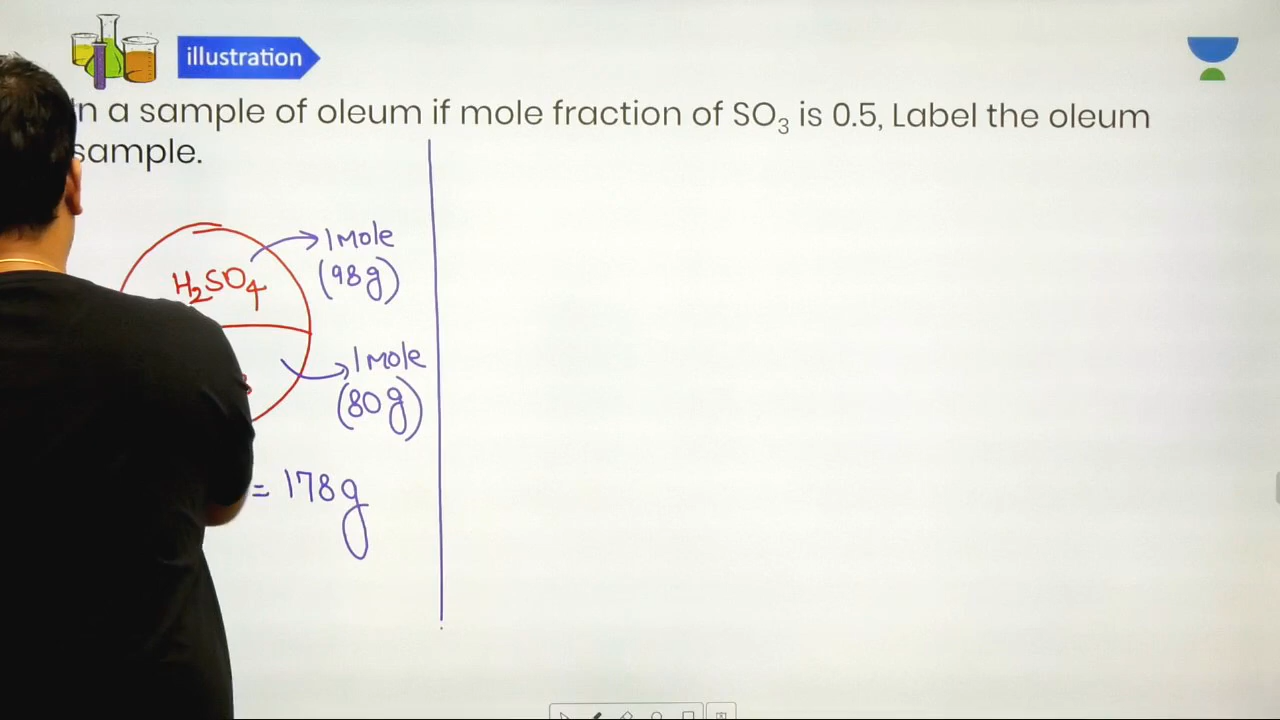 illustration
In a sample of oleum if mole fraction of SO₃ is 0.5, Label the oleum
sample.
1 Mole
H₂SO₄
(98g)
1 Mole
(80g)
= 178g